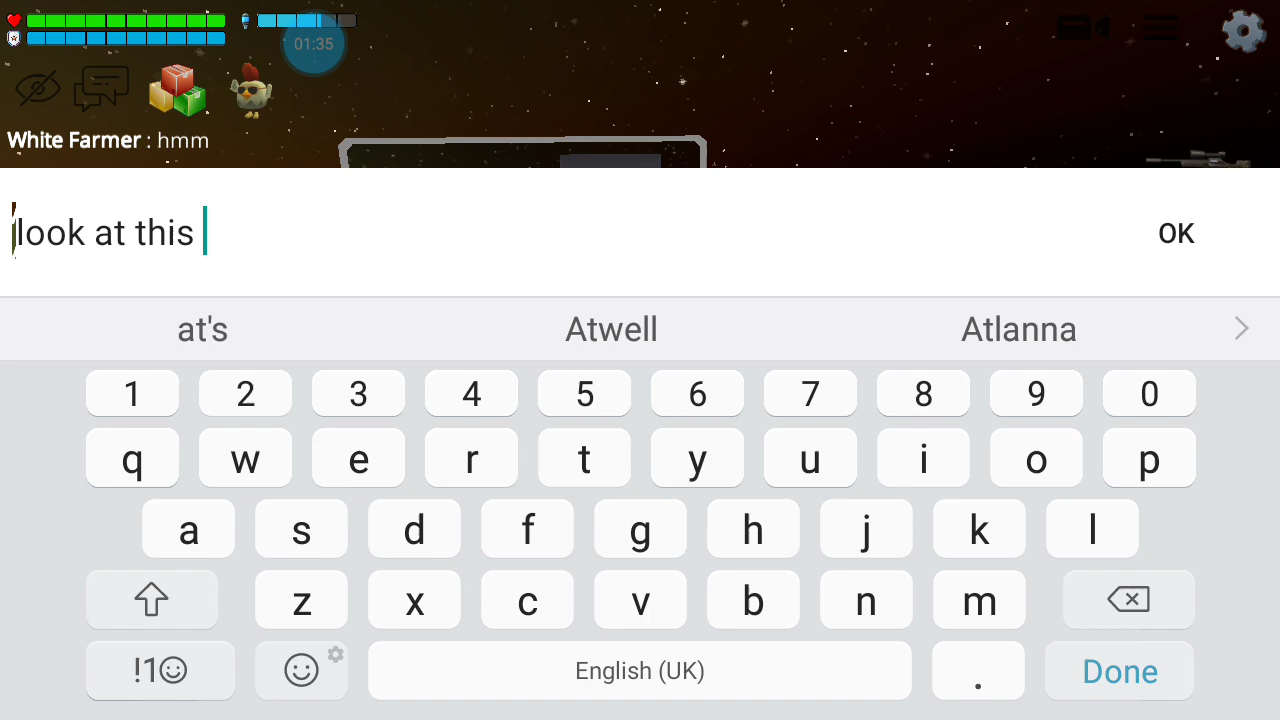 01:35
White Farmer : hmm
look at this
OK
at's Atwell Atlanna
1 2 3 4 5 6 7 8 9 0
q w e r t y u i o p
a s d f g h j k l
z x c v b n m
!1☺ English (UK) . Done